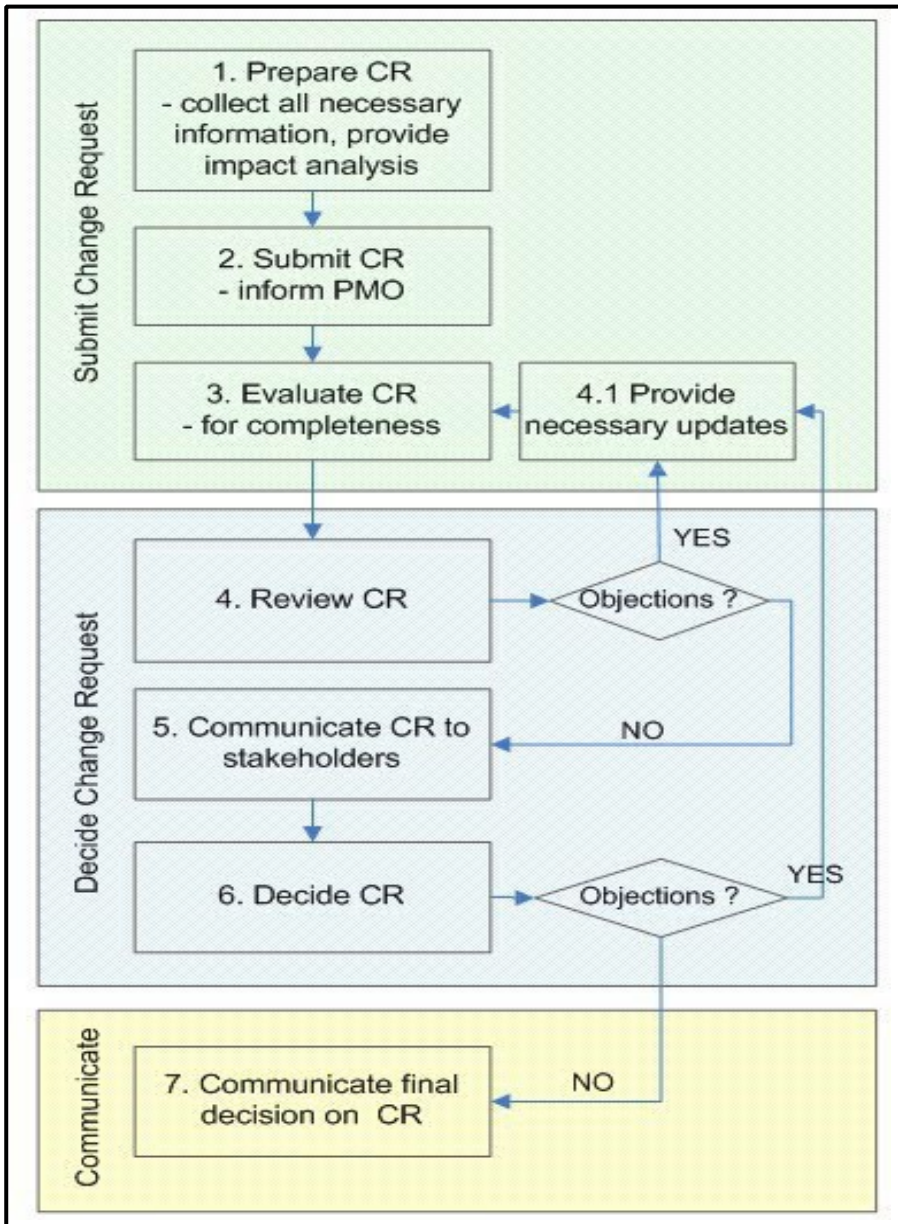 Submit Change Request
1. Prepare CR
- collect all necessary
information, provide
impact analysis
2. Submit CR
- inform PMO
3. Evaluate CR
- for completeness
4.1 Provide
necessary updates
Decide Change Request
4. Review CR
Objections ?
YES
NO
5. Communicate CR to
stakeholders
6. Decide CR
Objections ?
YES
NO
Communicate
7. Communicate final
decision on CR